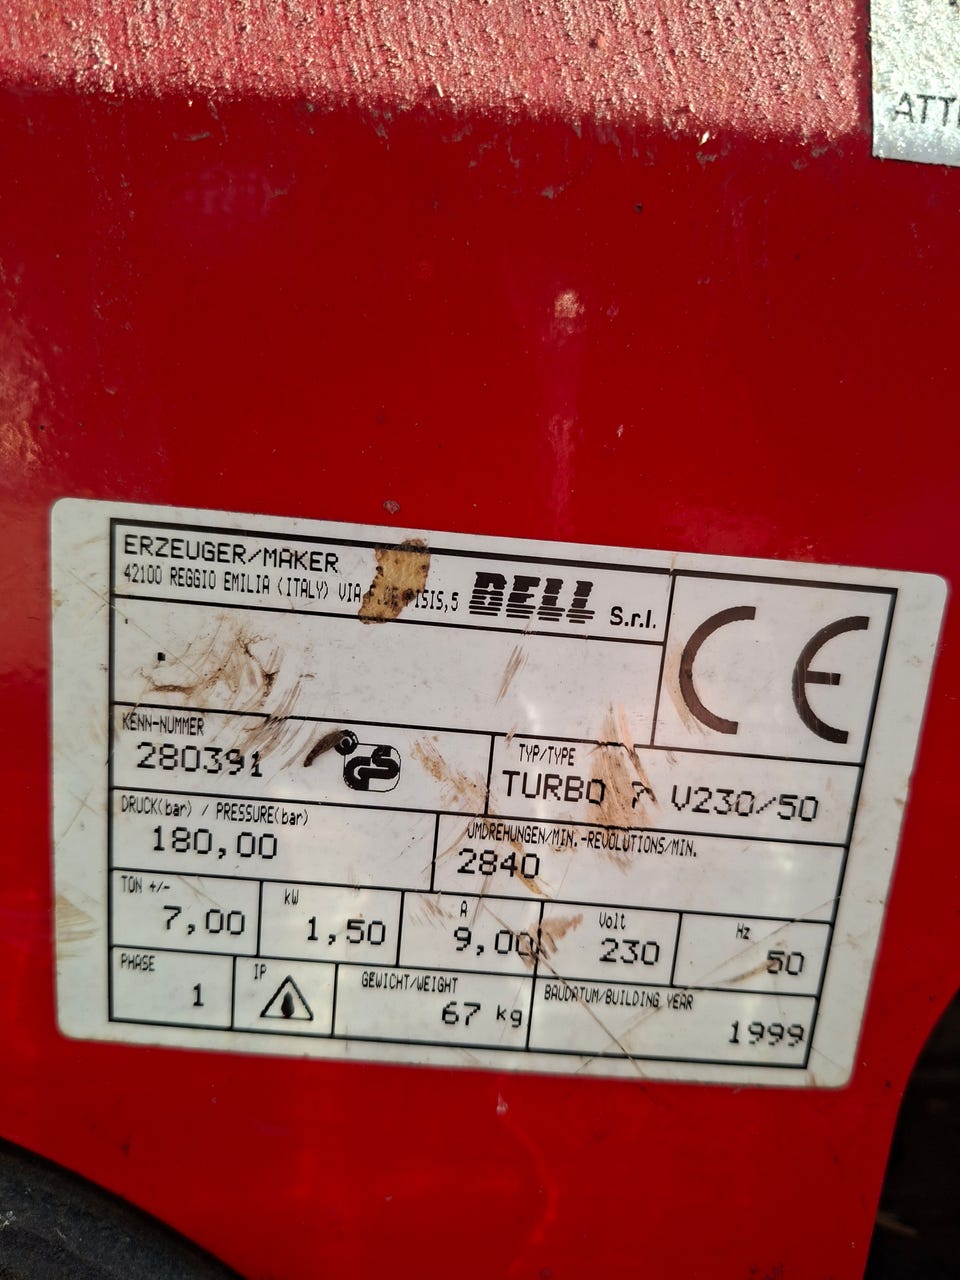 ATT
ERZEUGER/MAKER
42100 REGGIO EMILIA (ITALY) VIA
BELL S.r.l.
CE
KENN-NUMMER
280391
GS
TYP/TYPE
TURBO 7 V230/50
DRUCK(bar) / PRESSURE(bar)
180,00
UMDREHUNGEN/MIN.-REVOLUTIONS/MIN.
2840
TON +/-
7,00
kW
1,50
A
9,00
Volt
230
Hz
50
PHASE
1
IP
GEWICHT/WEIGHT
67 kg
BAUDATUM/BUILDING YEAR
1999